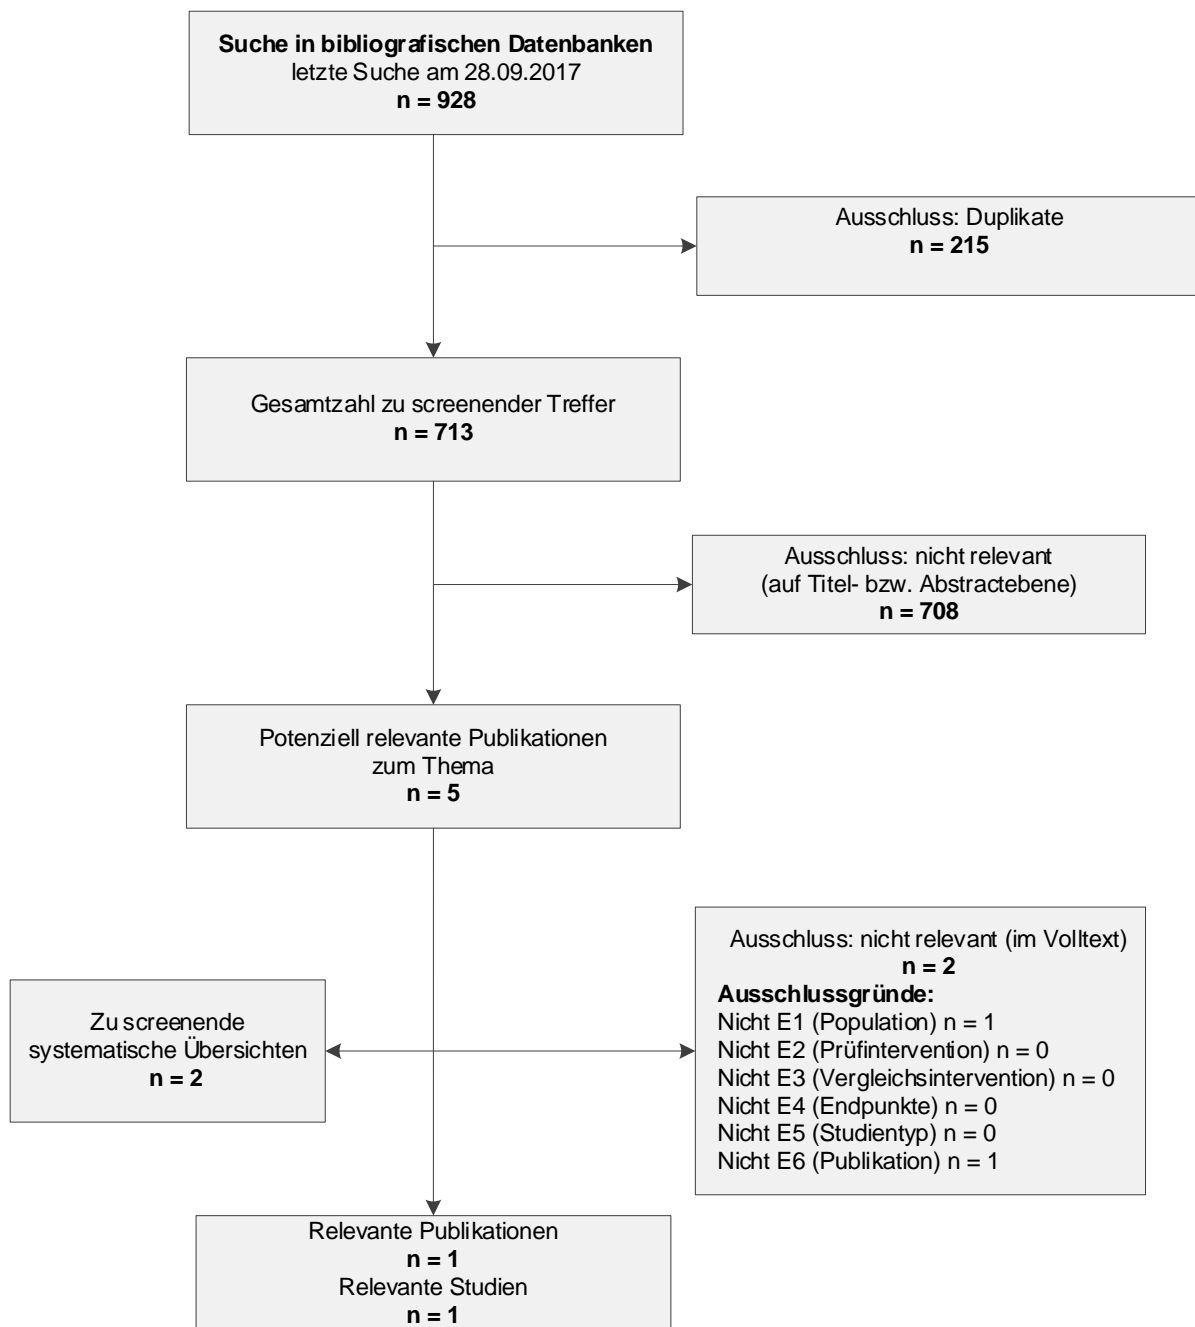 Suche in bibliografischen Datenbanken
letzte Suche am 28.09.2017
n = 928
Ausschluss: Duplikate
n = 215
Gesamtzahl zu screenender Treffer
n = 713
Ausschluss: nicht relevant
(auf Titel- bzw. Abstractebene)
n = 708
Potenziell relevante Publikationen
zum Thema
n = 5
Ausschluss: nicht relevant (im Volltext)
n = 2
Ausschlussgründe:
Nicht E1 (Population) n = 1
Nicht E2 (Prüfintervention) n = 0
Nicht E3 (Vergleichsintervention) n = 0
Nicht E4 (Endpunkte) n = 0
Nicht E5 (Studientyp) n = 0
Nicht E6 (Publikation) n = 1
Zu screenende
systematische Übersichten
n = 2
Relevante Publikationen
n = 1
Relevante Studien
n = 1